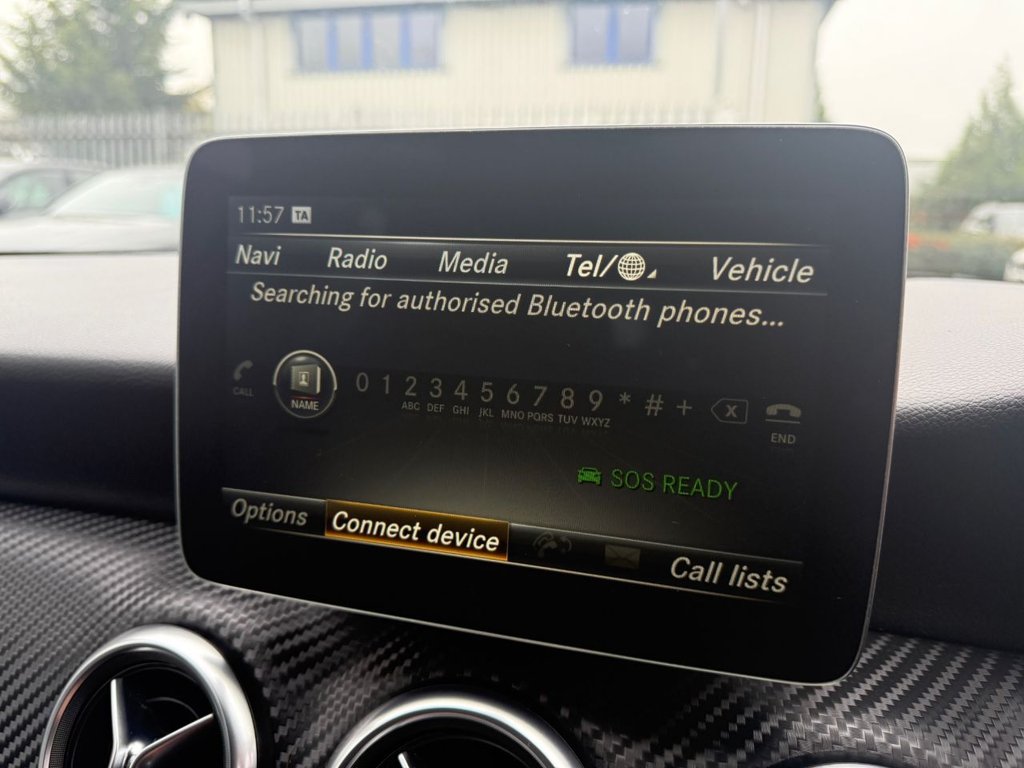 11:57 TA
Navi Radio Media Tel/ Vehicle
Searching for authorised Bluetooth phones...
0 1 2 3 4 5 6 7 8 9 * # + X
CALL NAME ABC DEF GHI JKL MNO PQRS TUV WXYZ END
SOS READY
Options Connect device Call lists